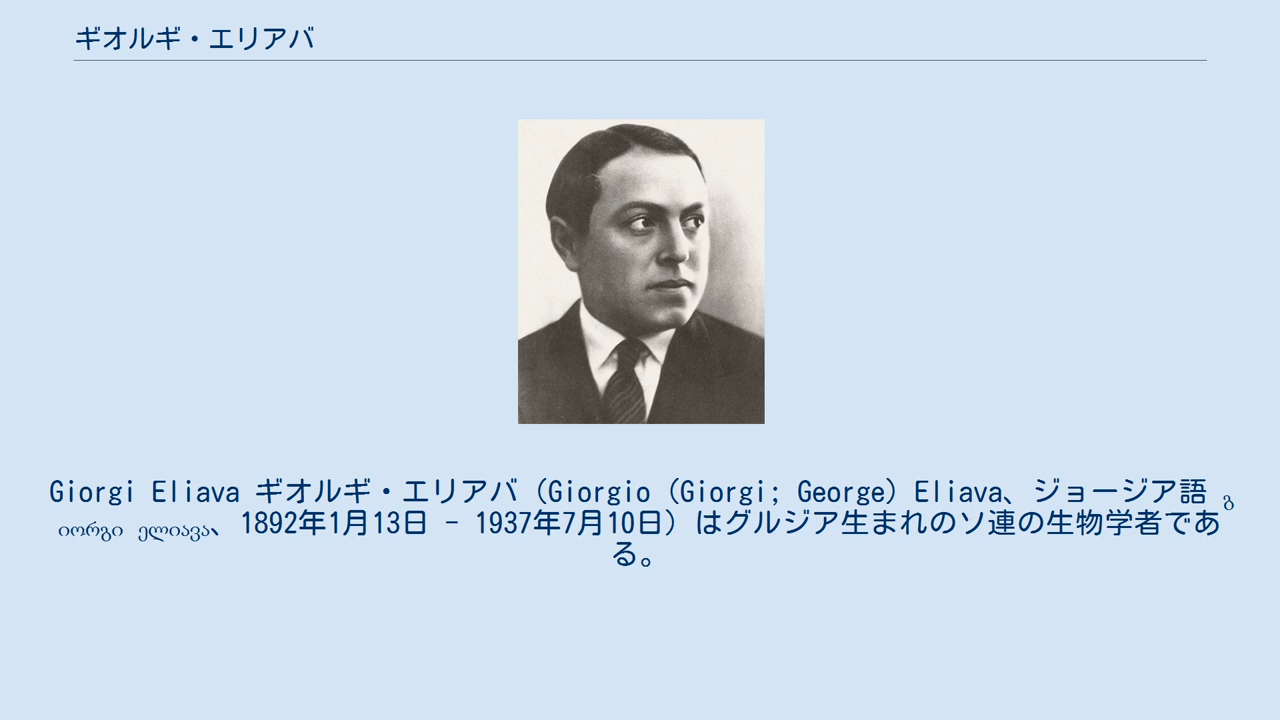 ギオルギ・エリアバ
Giorgi Eliava ギオルギ・エリアバ（Giorgio (Giorgi; George) Eliava、ジョージア語 გ
იორგი ელიავა、1892年1月13日 - 1937年7月10日）はグルジア生まれのソ連の生物学者であ
る。